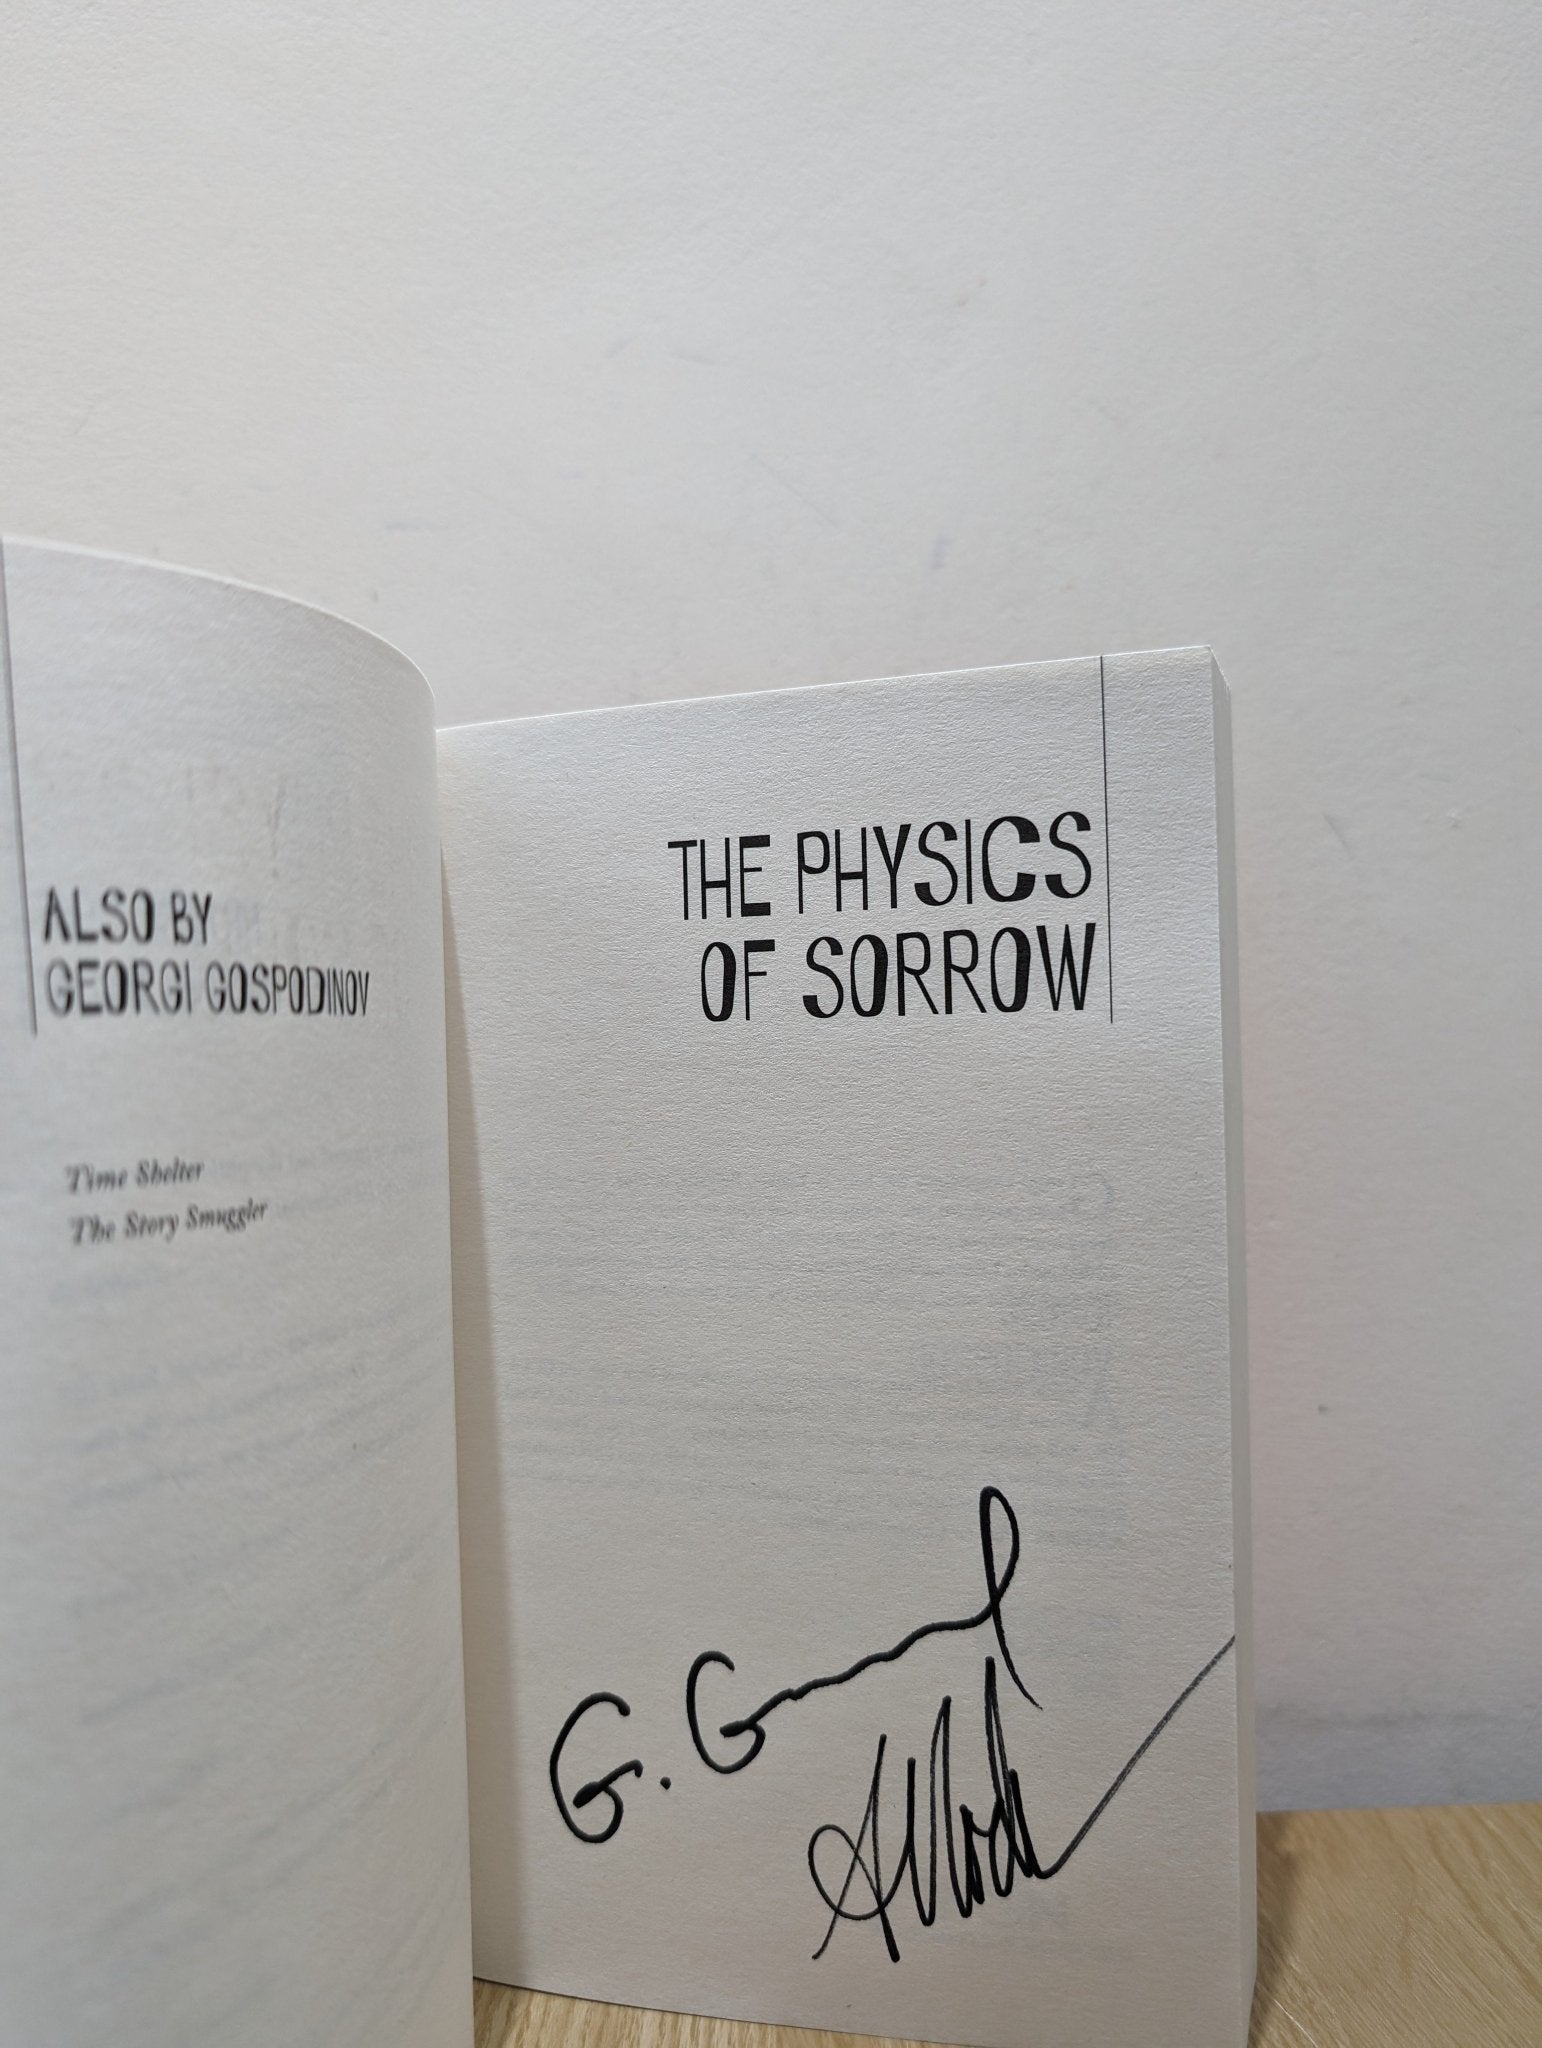 ALSO BY
GEORGI GOSPODINOV
Time Shelter
The Story Smuggler
THE PHYSICS
OF SORROW
G. G